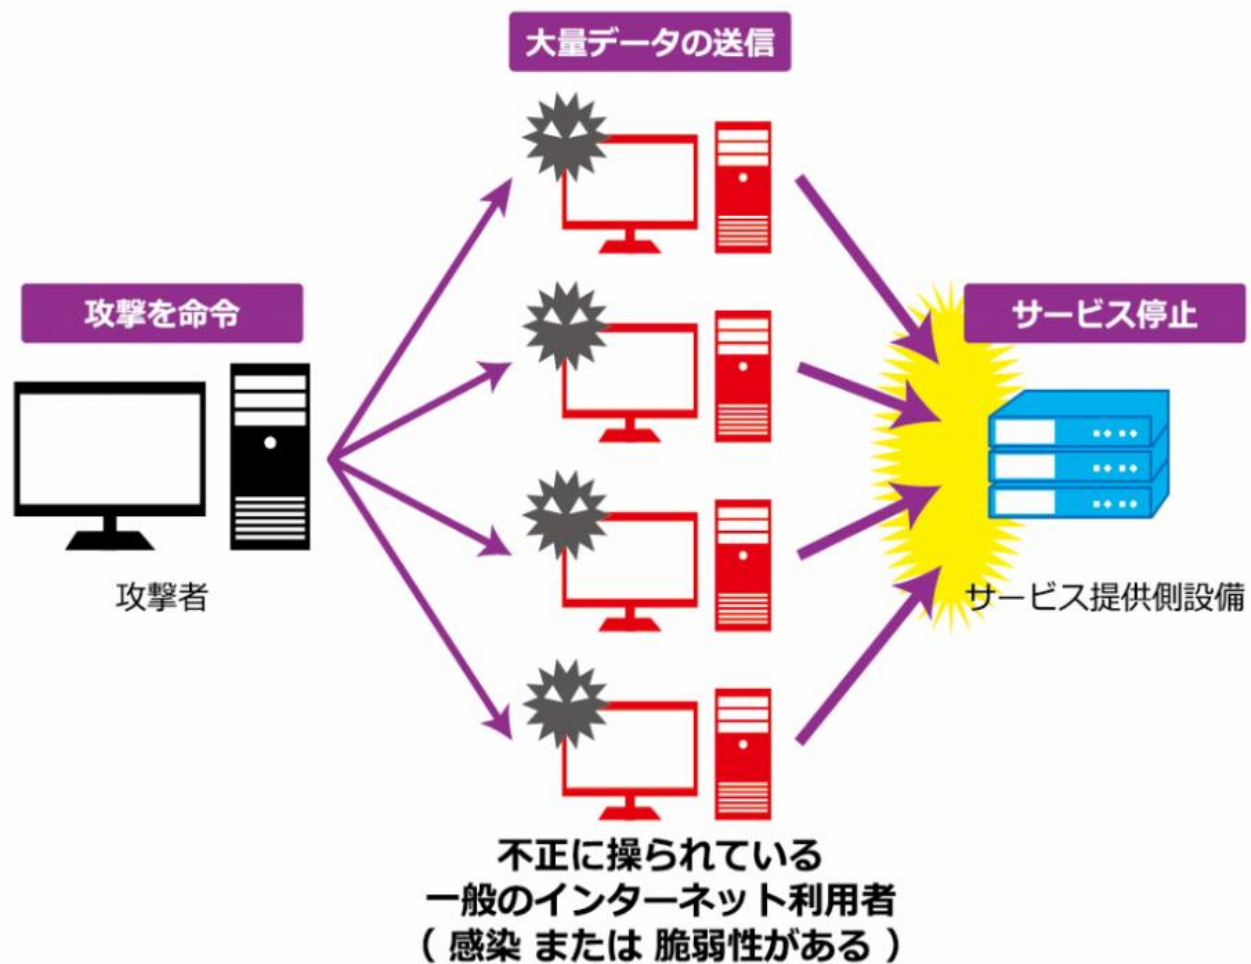 大量データの送信
攻撃を命令
サービス停止
攻撃者
サービス提供側設備
不正に操られている
一般のインターネット利用者
( 感染 または 脆弱性がある )